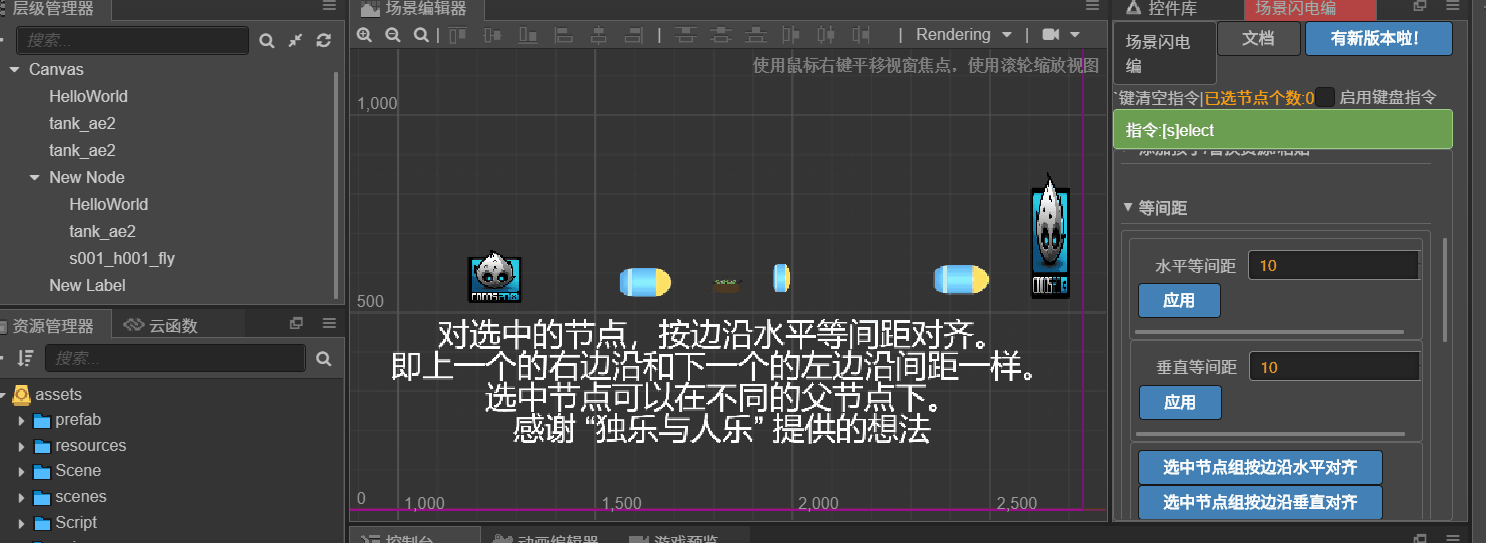 层级管理器
搜索...
Canvas
HelloWorld
tank_ae2
tank_ae2
New Node
HelloWorld
tank_ae2
s001_h001_fly
New Label
资源管理器
云函数
搜索...
assets
prefab
resources
Scene
scenes
Script
场景编辑器
Rendering
使用鼠标右键平移视窗焦点，使用滚轮缩放视图
1,000
500
0
1,000
1,500
2,000
2,500
对选中的节点，按边沿水平等间距对齐。
即上一个的右边沿和下一个的左边沿间距一样。
选中节点可以在不同的父节点下。
感谢 “独乐与人乐” 提供的想法
控制台
动画编辑器
游戏预览
控件库
场景闪电编
场景闪电编
文档
有新版本啦!
`键清空指令|已选节点个数:0 启用键盘指令
指令:[s]elect
等间距
水平等间距 10
应用
垂直等间距 10
应用
选中节点组按边沿水平对齐
选中节点组按边沿垂直对齐